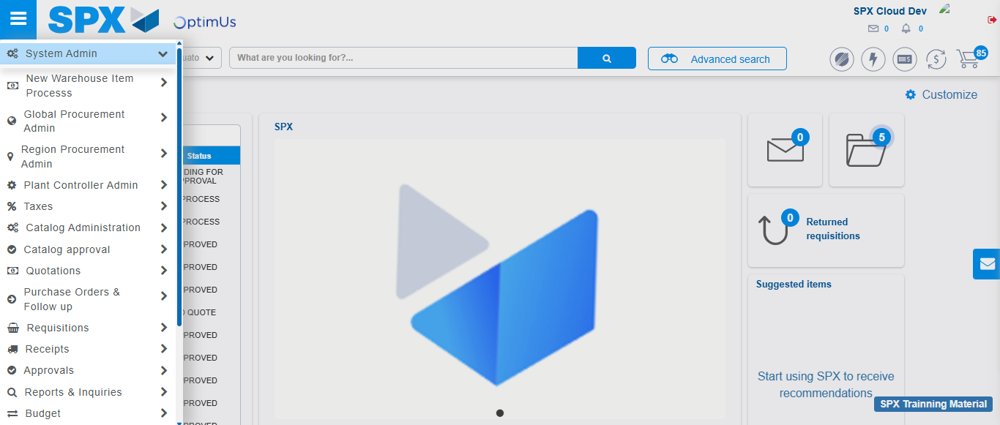 SPX
OptimUs
SPX Cloud Dev
0
0
System Admin
uato
What are you looking for?...
Advanced search
85
New Warehouse Item
Processs
Global Procurement
Admin
Region Procurement
Admin
Plant Controller Admin
Taxes
Catalog Administration
Catalog approval
Quotations
Purchase Orders &
Follow up
Requisitions
Receipts
Approvals
Reports & Inquiries
Budget
Customize
Status
DING FOR
PROVAL
PROCESS
PROCESS
PROVED
PROVED
PROVED
QUOTE
PROVED
PROVED
PROVED
PROVED
PROVED
SPX
0
5
0
Returned
requisitions
Suggested items
Start using SPX to receive
recommendations
SPX Trainning Material